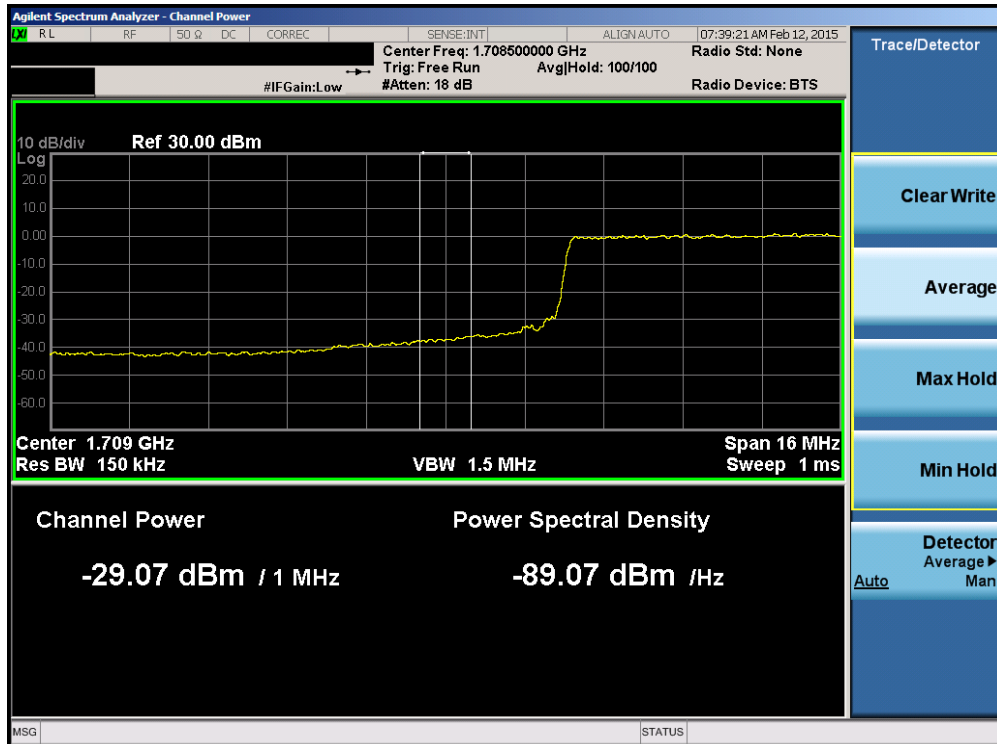 Agilent Spectrum Analyzer - Channel Power
LXI RL RF 50 Ω DC CORREC SENSE:INT ALIGN AUTO 07:39:21 AM Feb 12, 2015
Center Freq: 1.708500000 GHz Radio Std: None
Trig: Free Run Avg|Hold: 100/100
#IFGain:Low #Atten: 18 dB Radio Device: BTS
10 dB/div Ref 30.00 dBm
Log
20.0
10.0
0.00
-10.0
-20.0
-30.0
-40.0
-50.0
-60.0
Center 1.709 GHz Span 16 MHz
Res BW 150 kHz VBW 1.5 MHz Sweep 1 ms
Channel Power Power Spectral Density
-29.07 dBm / 1 MHz -89.07 dBm /Hz
Trace/Detector
Clear Write
Average
Max Hold
Min Hold
Detector
Average
Auto Man
MSG STATUS